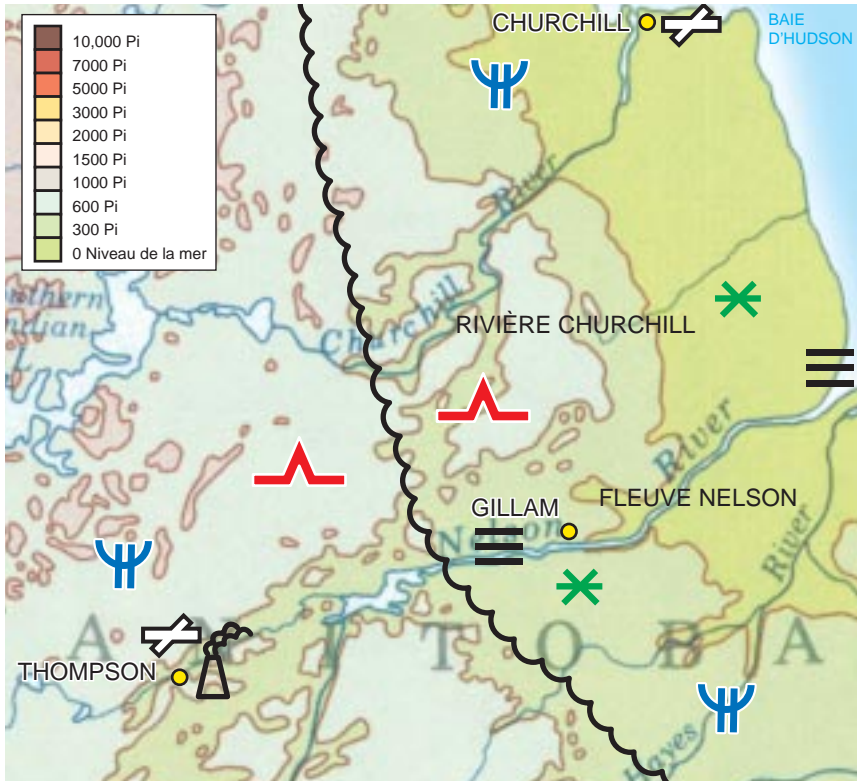 CHURCHILL
BAIE
D'HUDSON
10,000 Pi
7000 Pi
5000 Pi
3000 Pi
2000 Pi
1500 Pi
1000 Pi
600 Pi
300 Pi
0 Niveau de la mer
River
Churchill
RIVIÈRE CHURCHILL
River
GILLAM
FLEUVE NELSON
Nelson
River
A N I T O B A
THOMPSON
Hayes